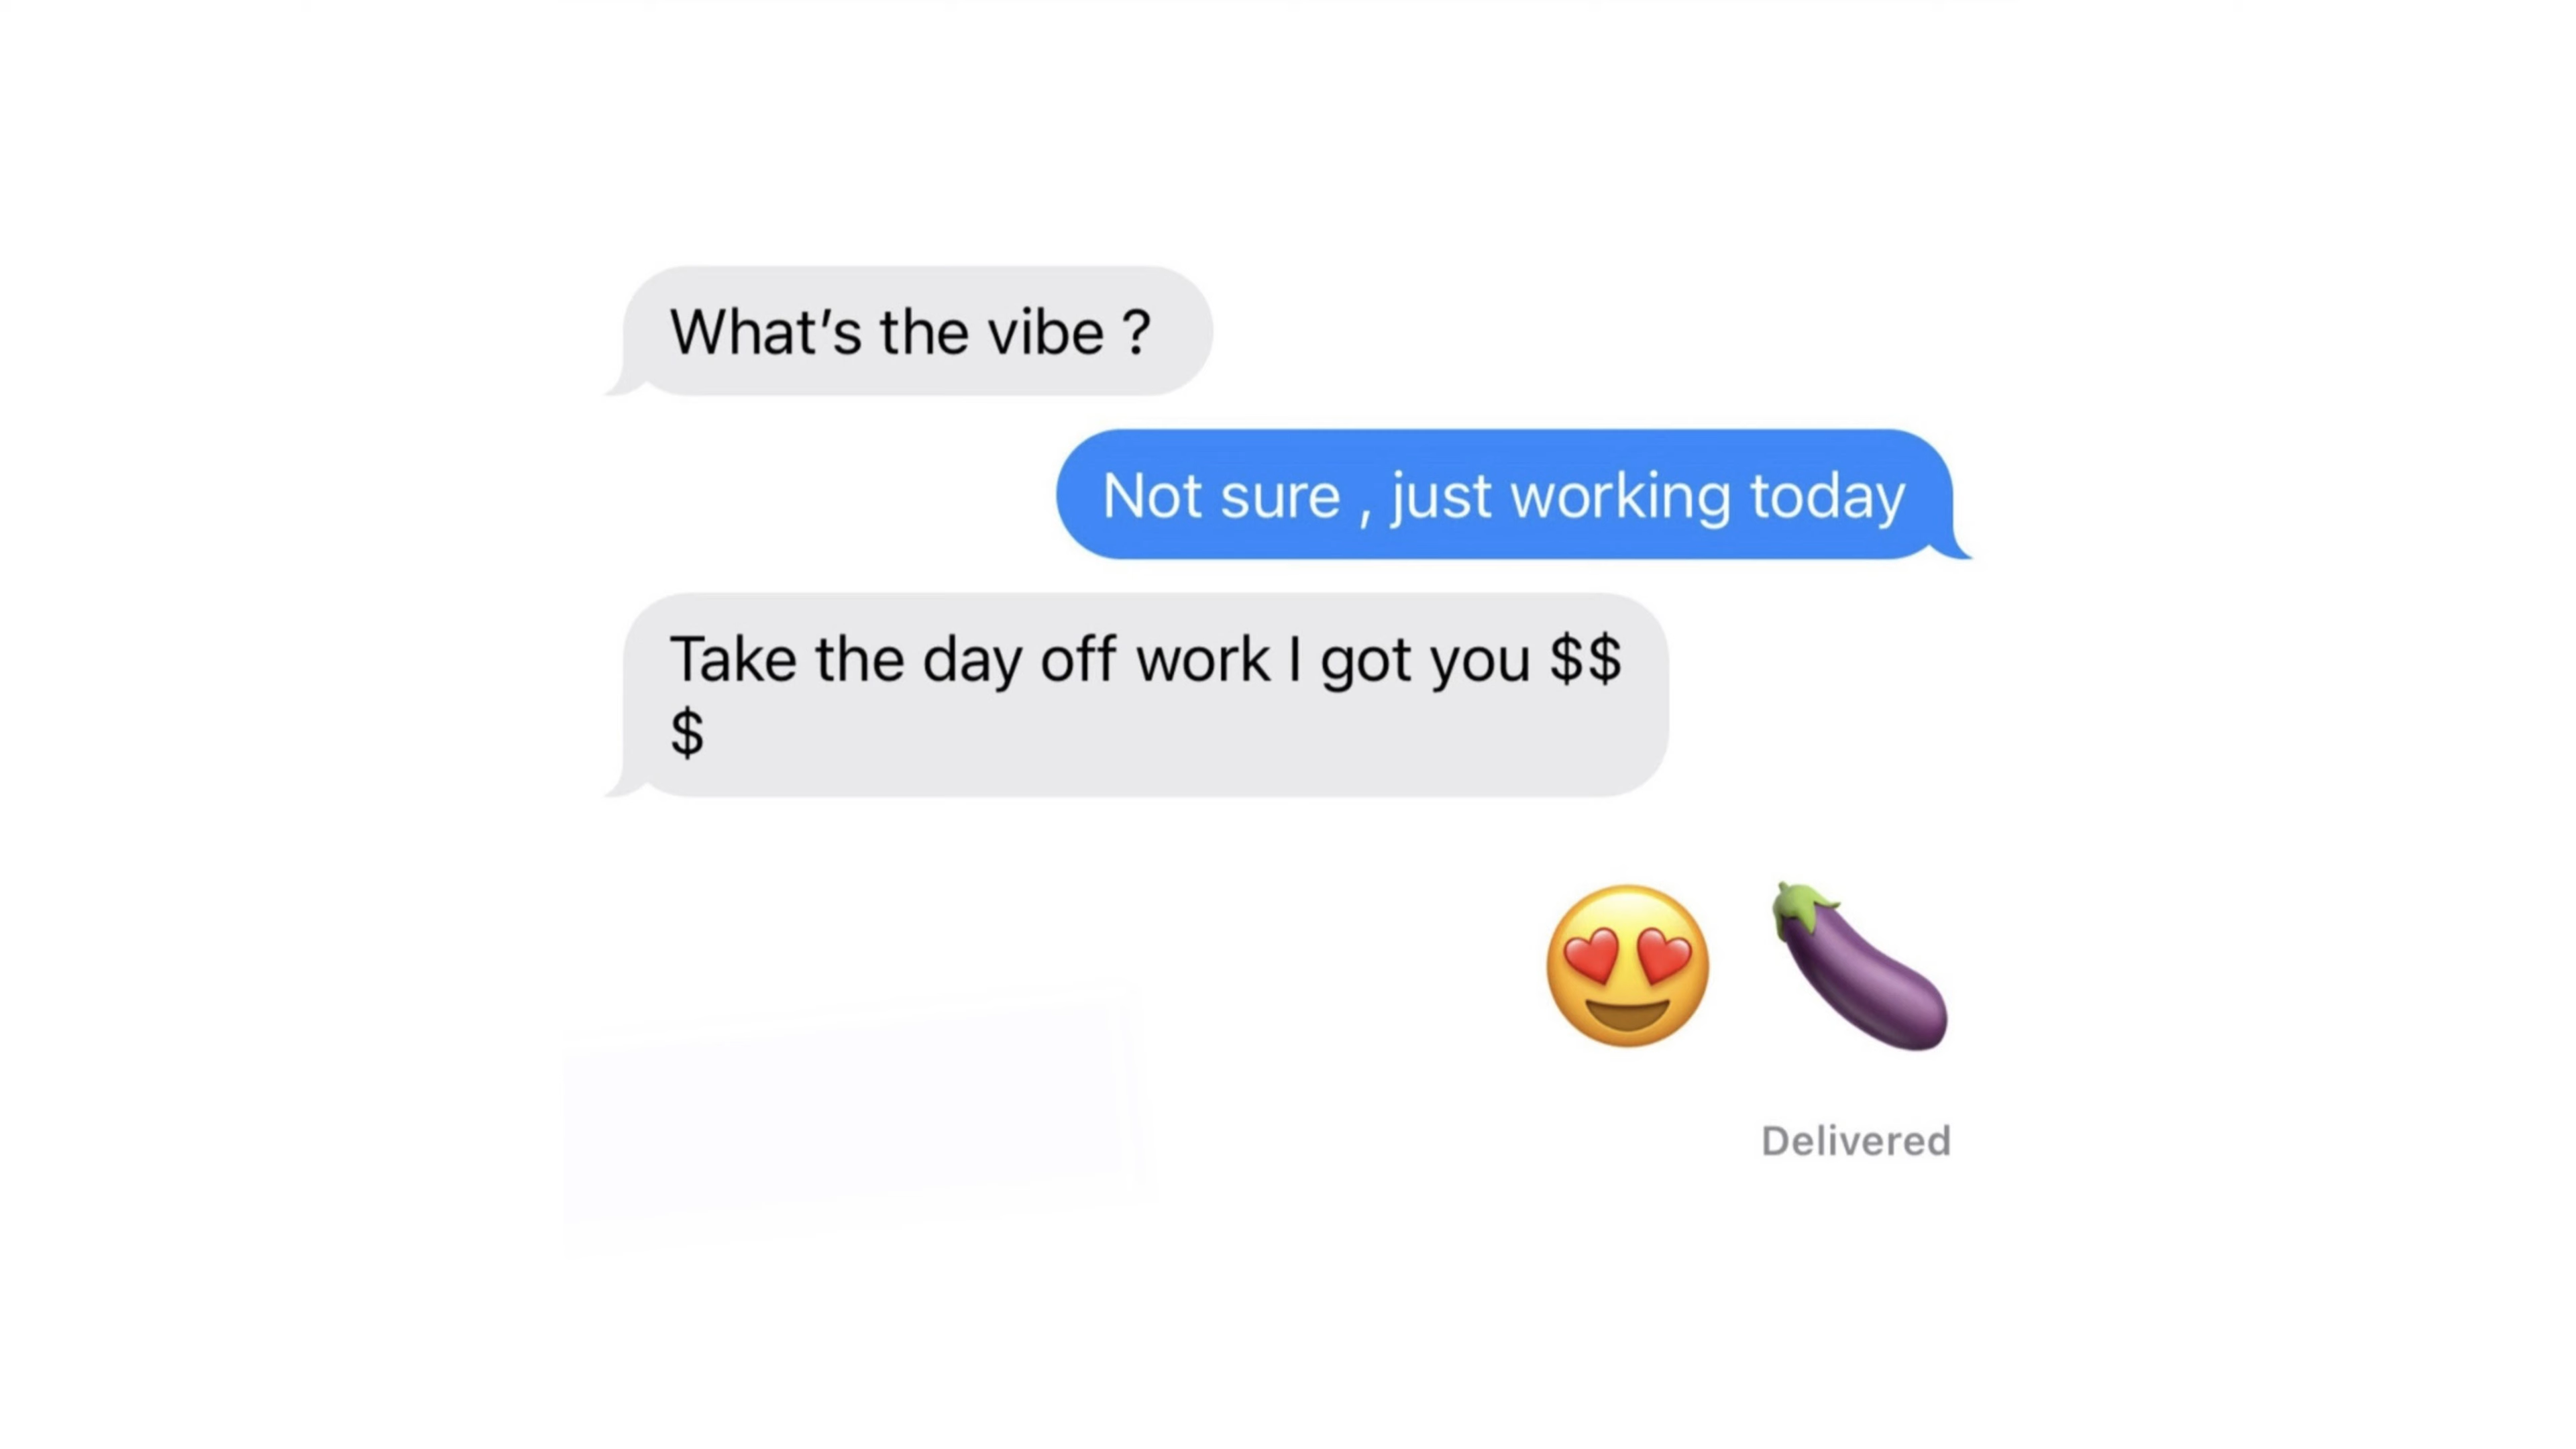 What’s the vibe ?
Not sure , just working today
Take the day off work I got you $$
$
😍 🍆
Delivered